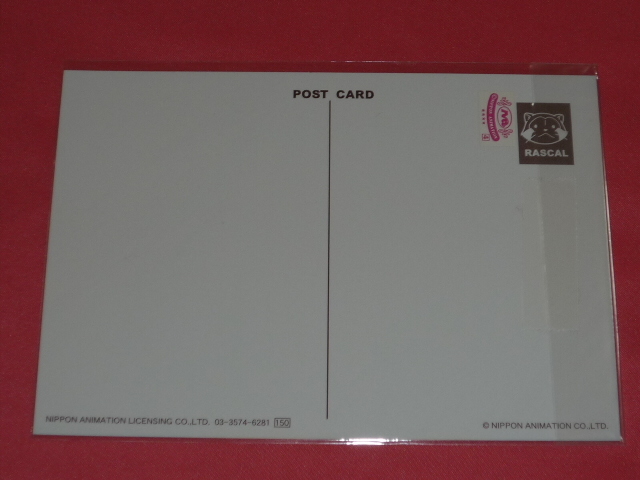 POST CARD
RASCAL
NIPPON ANIMATION LICENSING CO.,LTD. 03-3574-6281 150
© NIPPON ANIMATION CO.,LTD.